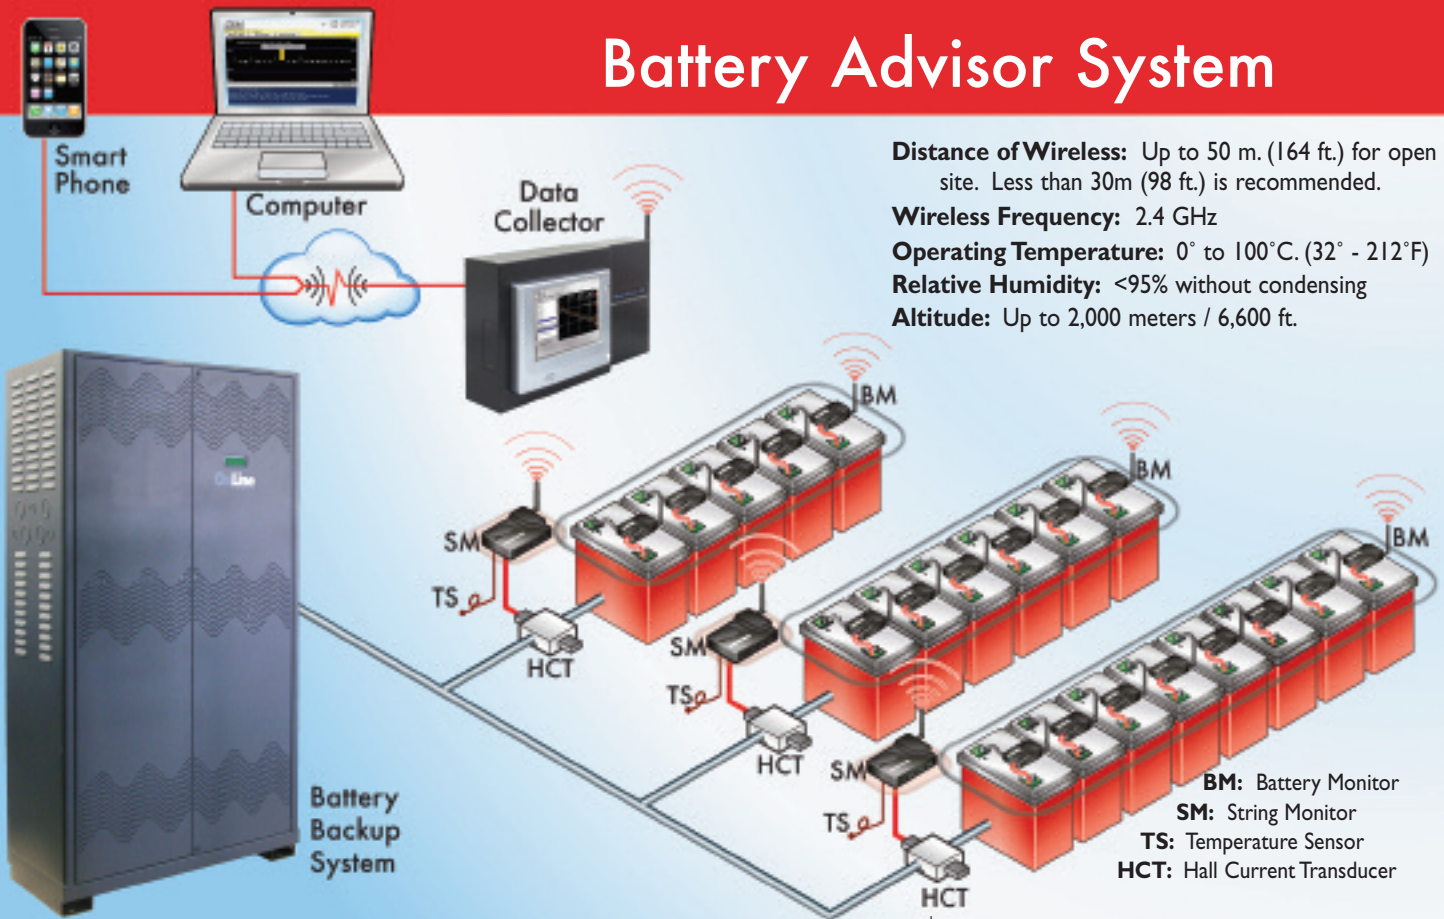 Battery Advisor System
Smart
Phone
Computer
Data
Collector
Distance of Wireless: Up to 50 m. (164 ft.) for open
site. Less than 30m (98 ft.) is recommended.
Wireless Frequency: 2.4 GHz
Operating Temperature: 0˚ to 100˚C. (32˚ - 212˚F)
Relative Humidity: <95% without condensing
Altitude: Up to 2,000 meters / 6,600 ft.
BM
BM
BM
SM
TS
HCT
SM
TS
HCT
SM
TS
HCT
OnLine
Battery
Backup
System
BM: Battery Monitor
SM: String Monitor
TS: Temperature Sensor
HCT: Hall Current Transducer